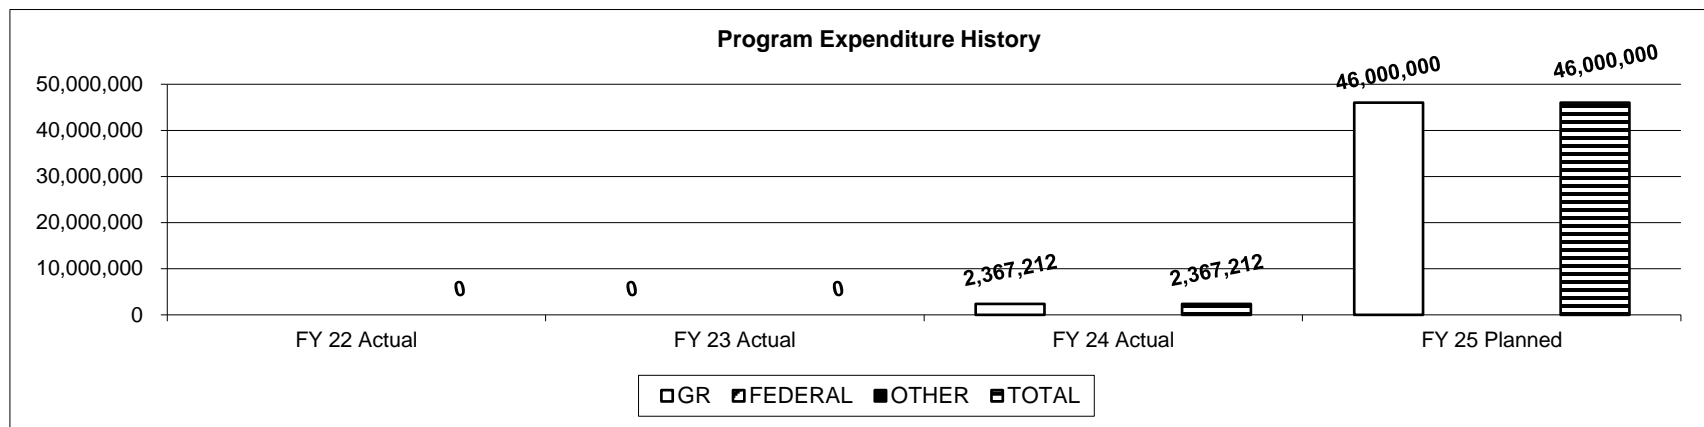 Program Expenditure History
50,000,000
40,000,000
30,000,000
20,000,000
10,000,000
0
0
0
0
2,367,212
2,367,212
46,000,000
46,000,000
FY 22 Actual
FY 23 Actual
FY 24 Actual
FY 25 Planned
GR FEDERAL OTHER TOTAL